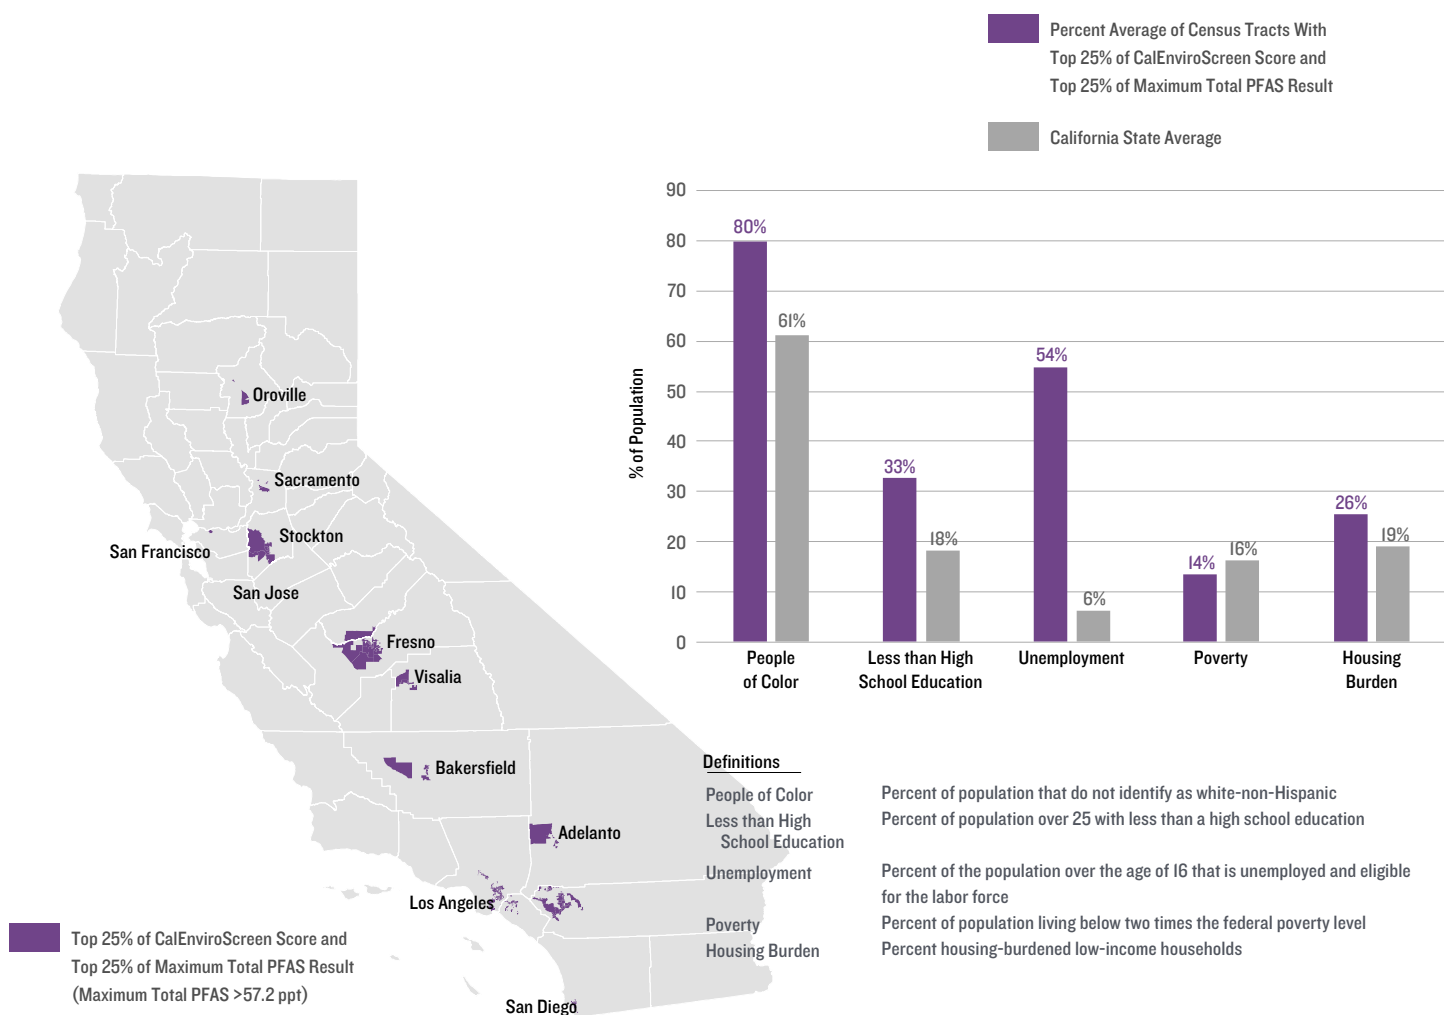 Percent Average of Census Tracts With
Top 25% of CalEnviroScreen Score and
Top 25% of Maximum Total PFAS Result
California State Average
90
80
70
60
50
40
30
20
10
0
% of Population
80%
61%
33%
18%
54%
6%
14%
16%
26%
19%
People
of Color
Less than High
School Education
Unemployment
Poverty
Housing
Burden
Oroville
Sacramento
Stockton
San Francisco
San Jose
Fresno
Visalia
Bakersfield
Adelanto
Los Angeles
San Diego
Top 25% of CalEnviroScreen Score and
Top 25% of Maximum Total PFAS Result
(Maximum Total PFAS >57.2 ppt)
Definitions
People of Color Percent of population that do not identify as white-non-Hispanic
Less than High Percent of population over 25 with less than a high school education
School Education
Unemployment Percent of the population over the age of 16 that is unemployed and eligible
for the labor force
Poverty Percent of population living below two times the federal poverty level
Housing Burden Percent housing-burdened low-income households